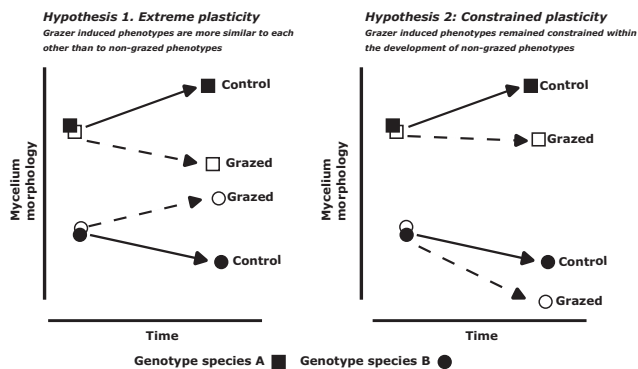 Hypothesis 1. Extreme plasticity
Grazer induced phenotypes are more similar to each
other than to non-grazed phenotypes
Control
Grazed
Grazed
Control
Mycelium
morphology
Time
Hypothesis 2: Constrained plasticity
Grazer induced phenotypes remained constrained within
the development of non-grazed phenotypes
Control
Grazed
Control
Grazed
Mycelium
morphology
Time
Genotype species A
Genotype species B